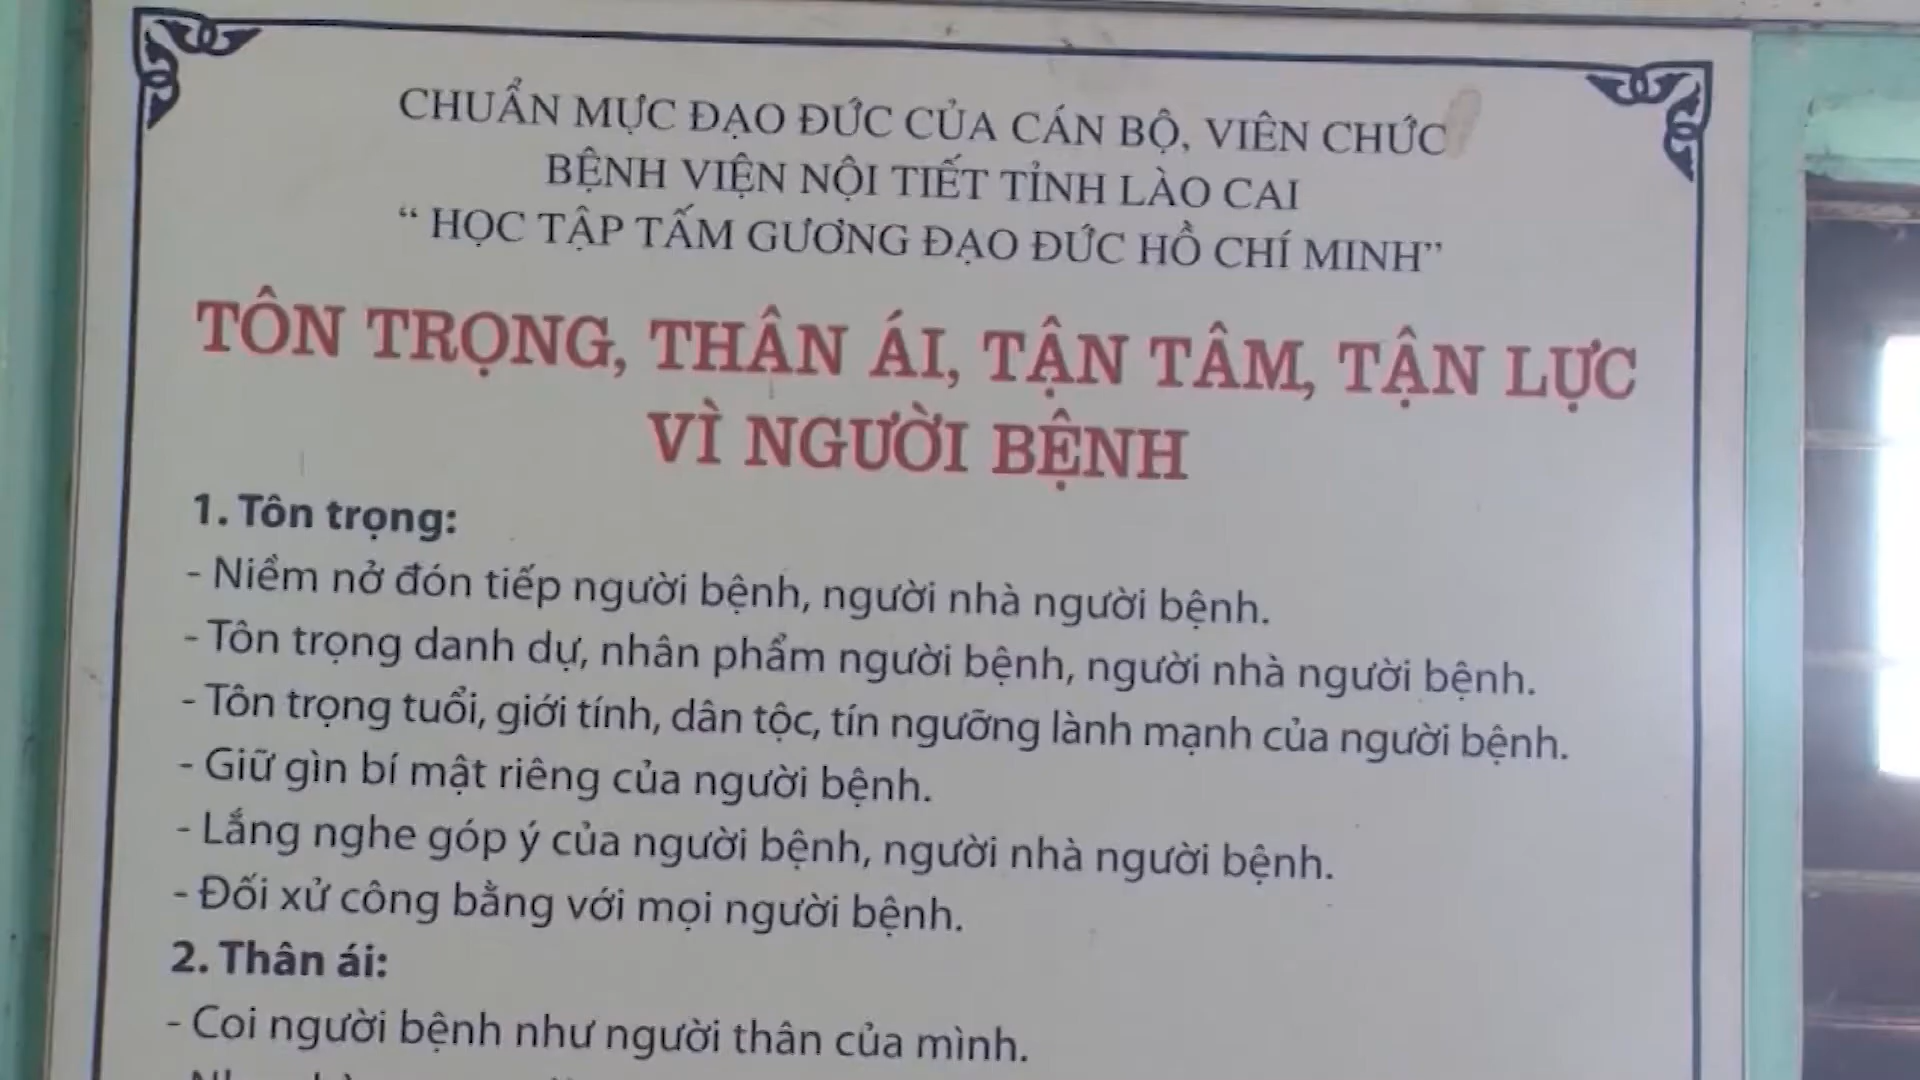 CHUẨN MỰC ĐẠO ĐỨC CỦA CÁN BỘ, VIÊN CHỨC
BỆNH VIỆN NỘI TIẾT TỈNH LÀO CAI
“ HỌC TẬP TẤM GƯƠNG ĐẠO ĐỨC HỒ CHÍ MINH”
TÔN TRỌNG, THÂN ÁI, TẬN TÂM, TẬN LỰC
VÌ NGƯỜI BỆNH
1. Tôn trọng:
- Niềm nở đón tiếp người bệnh, người nhà người bệnh.
- Tôn trọng danh dự, nhân phẩm người bệnh, người nhà người bệnh.
- Tôn trọng tuổi, giới tính, dân tộc, tín ngưỡng lành mạnh của người bệnh.
- Giữ gìn bí mật riêng của người bệnh.
- Lắng nghe góp ý của người bệnh, người nhà người bệnh.
- Đối xử công bằng với mọi người bệnh.
2. Thân ái:
- Coi người bệnh như người thân của mình.